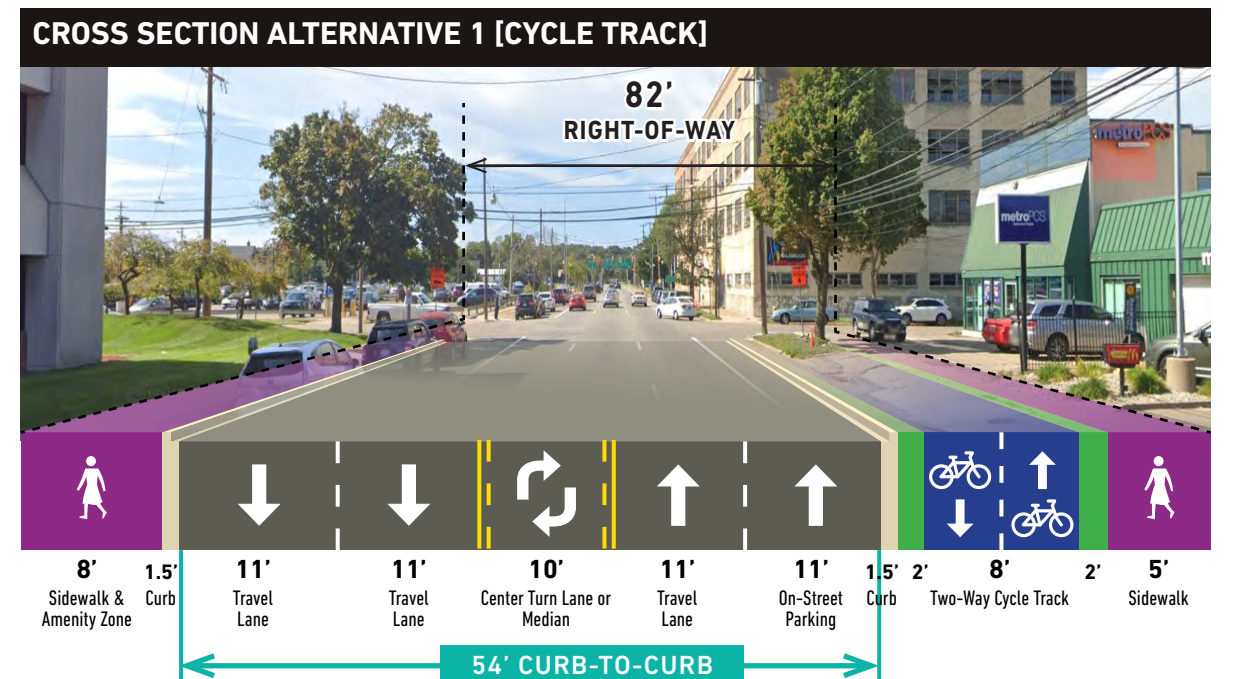 CROSS SECTION ALTERNATIVE 1 [CYCLE TRACK]
82’
RIGHT-OF-WAY
metroPCS
metroPCS
8’
Sidewalk &
Amenity Zone
1.5’
Curb
11’
Travel
Lane
11’
Travel
Lane
10’
Center Turn Lane or
Median
11’
Travel
Lane
11’
On-Street
Parking
1.5’
Curb
2’
8’
Two-Way Cycle Track
2’
5’
Sidewalk
54’ CURB-TO-CURB